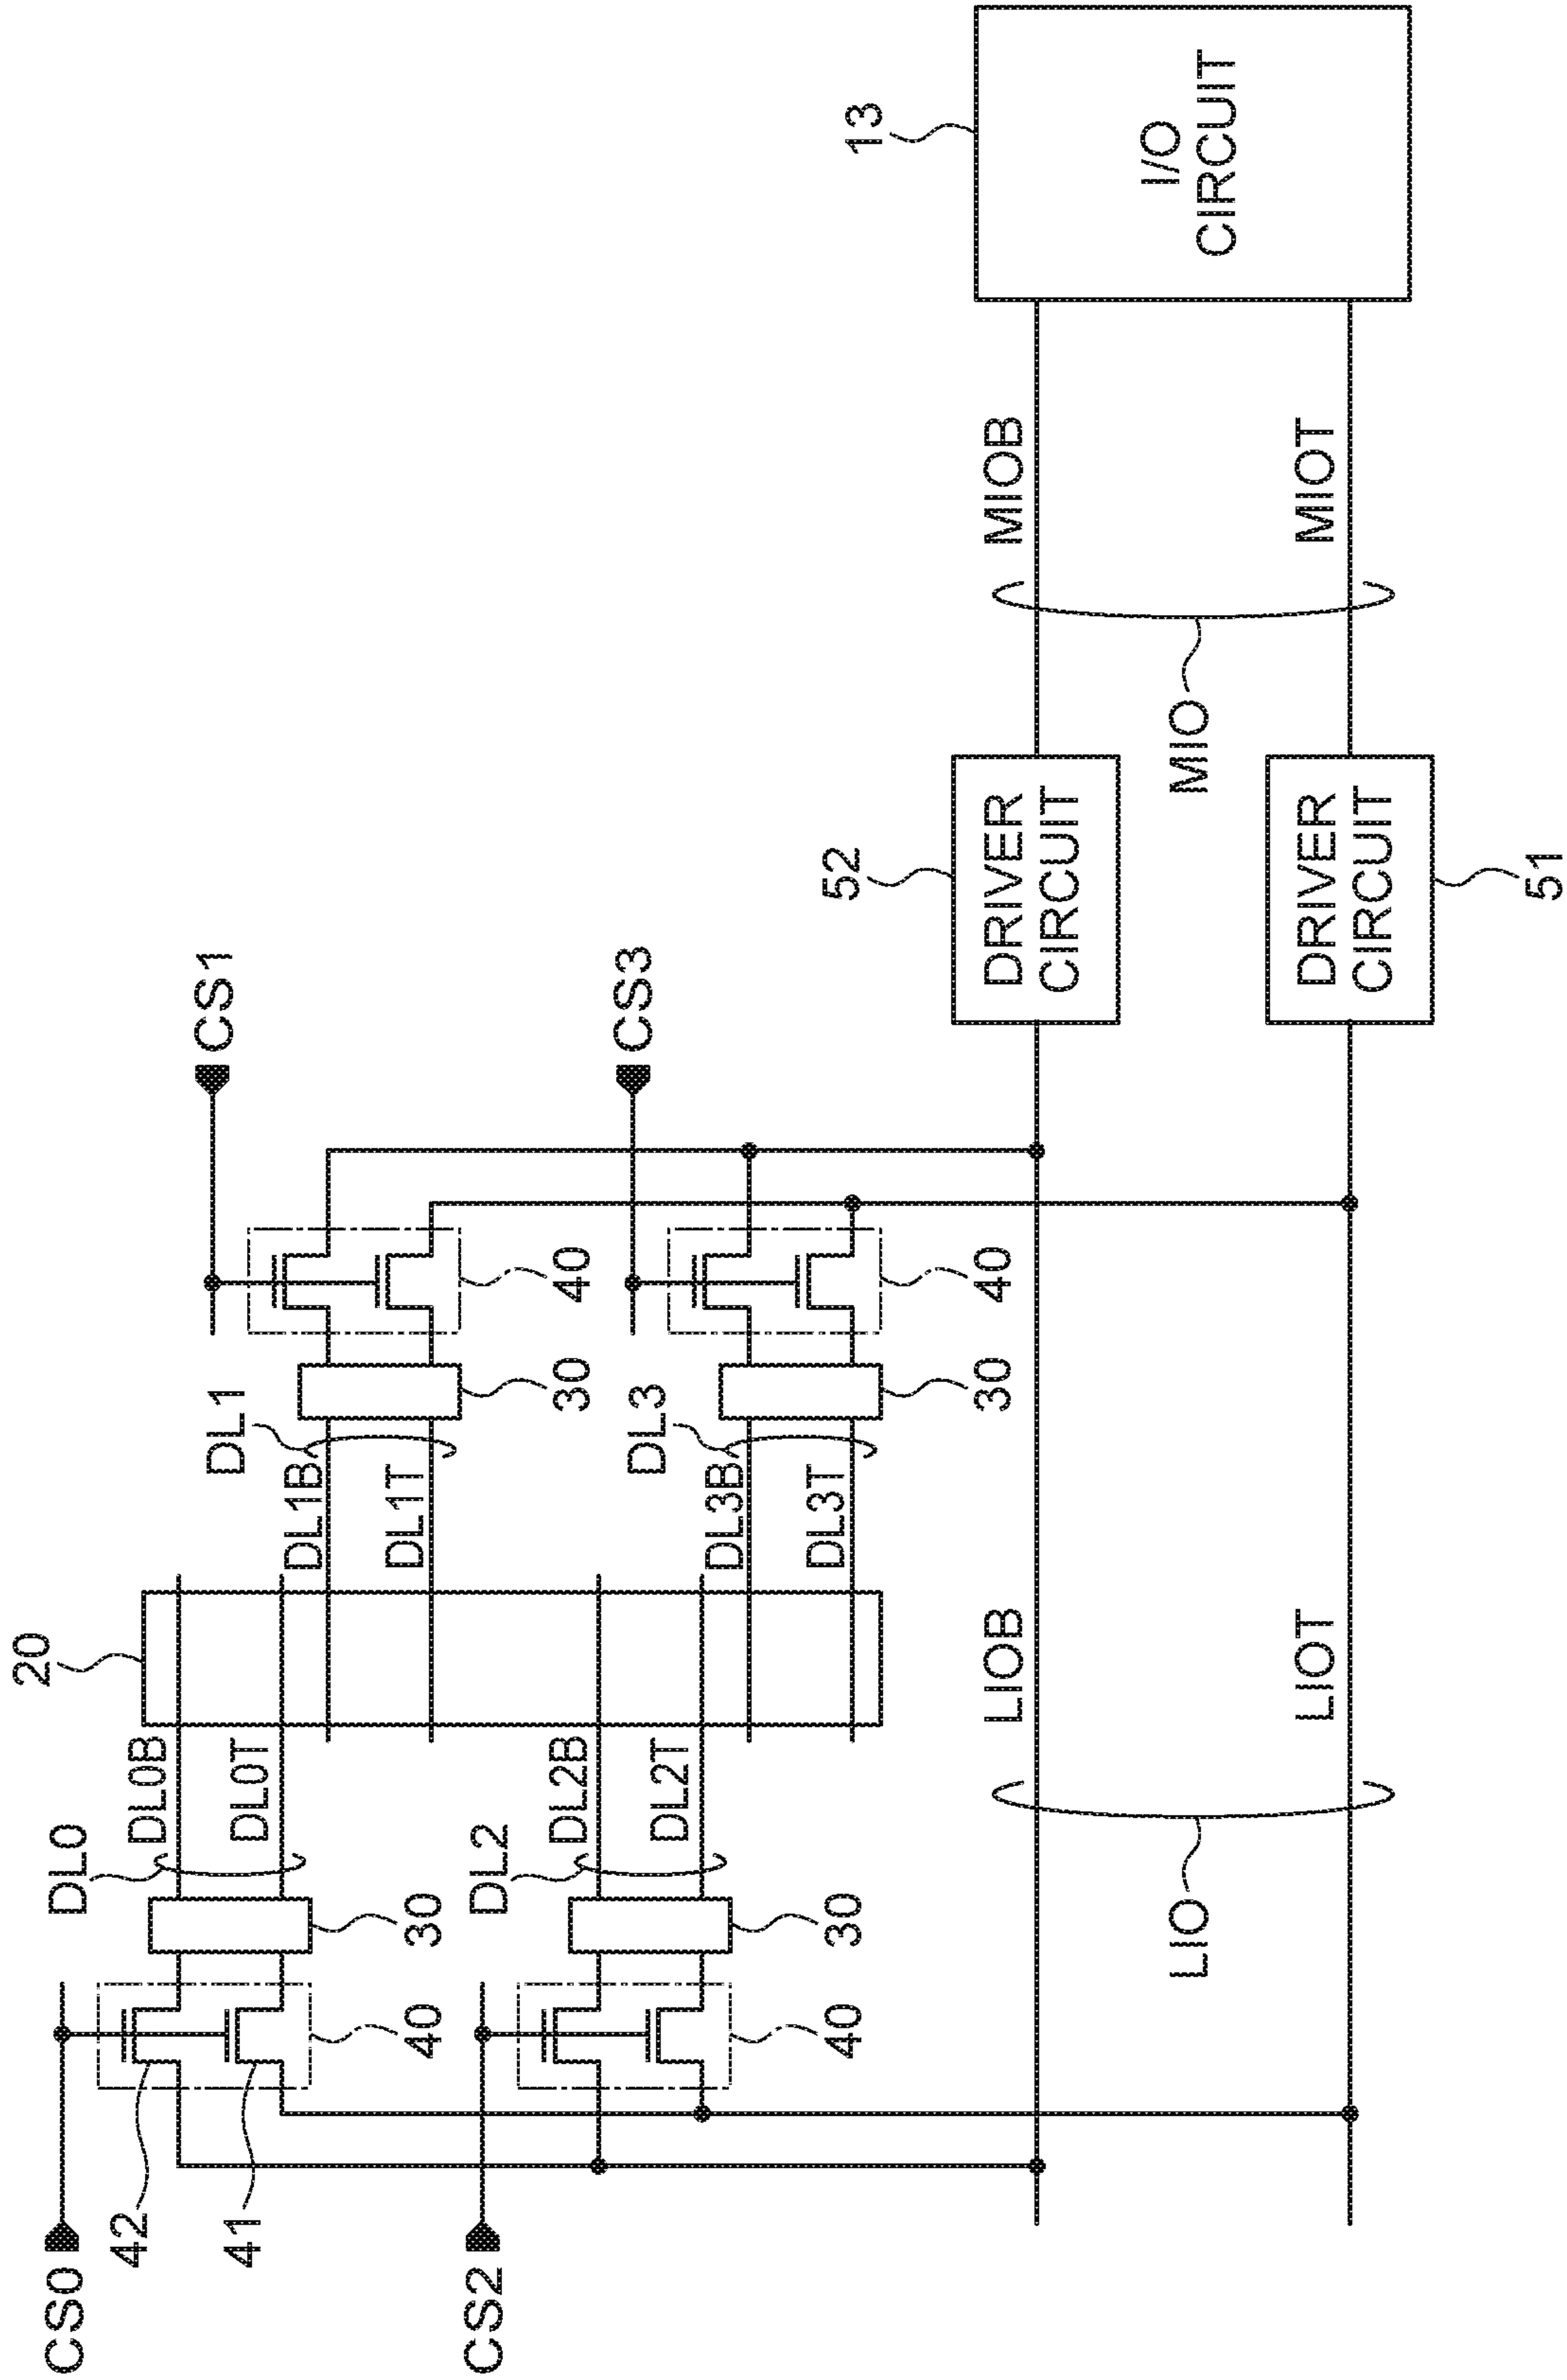 CS0
42
41
40
30
DL0
DL0B
DL0T
20
DL1B
DL1T
DL1
30
40
CS1
CS2
40
30
DL2
DL2B
DL2T
DL3B
DL3T
DL3
30
40
CS3
LIOB
LIOT
LIO
52
DRIVER
CIRCUIT
DRIVER
CIRCUIT
51
MIO
MIOB
MIOT
13
I/O
CIRCUIT